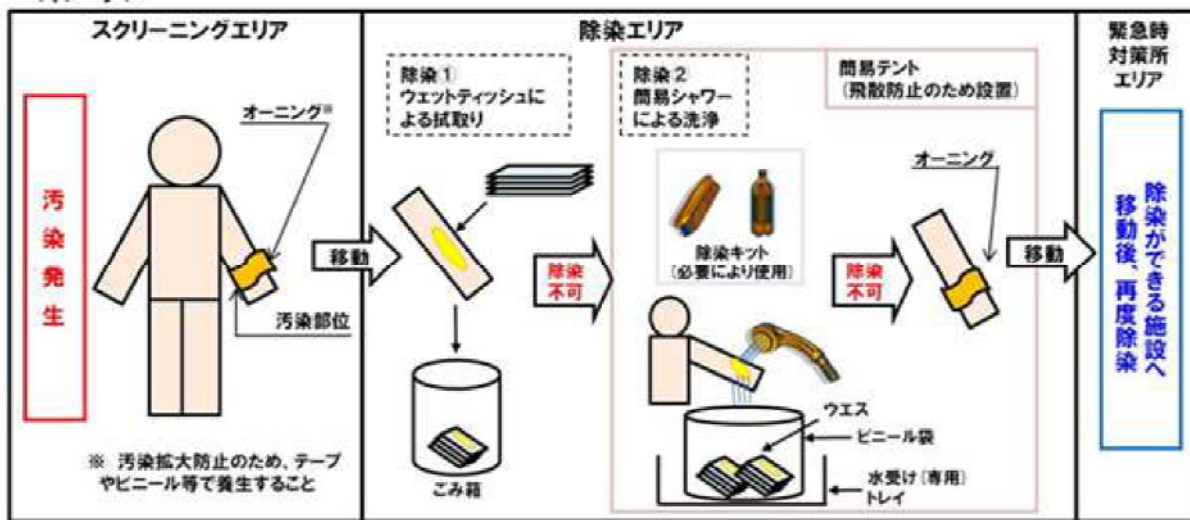 スクリーニングエリア
汚染発生
オーニング※
汚染部位
※ 汚染拡大防止のため、テープ
やビニール等で養生すること
移動
除染エリア
除染①
ウェットティッシュに
よる拭取り
ごみ箱
除染
不可
除染2
簡易シャワー
による洗浄
簡易テント
(飛散防止のため設置)
除染キット
(必要により使用)
ウエス
ビニール袋
水受け(専用)
トレイ
除染
不可
オーニング
移動
緊急時
対策所
エリア
除染ができる施設へ
移動後、再度除染